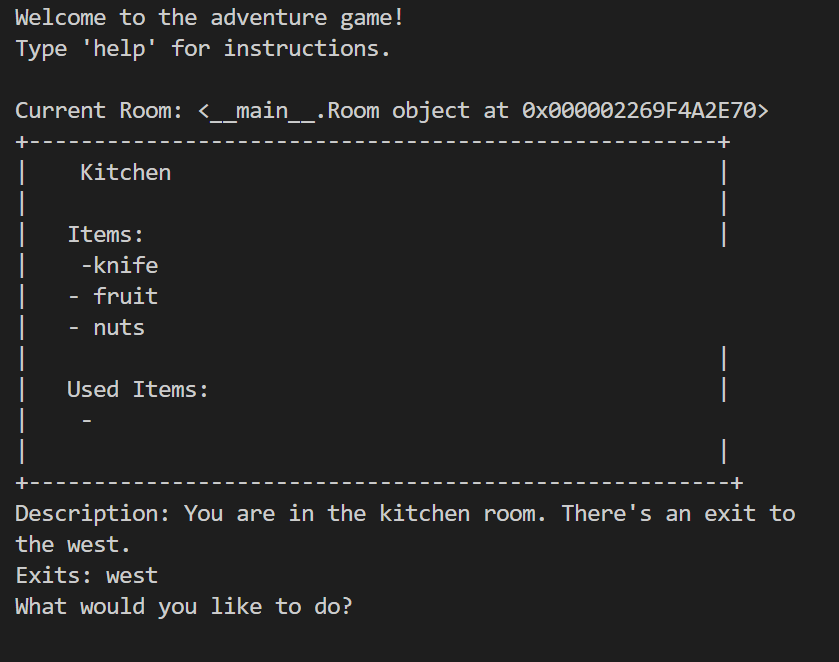 Welcome to the adventure game!
Type 'help' for instructions.

Current Room: <__main__.Room object at 0x000002269F4A2E70>
+-----------------------------------------------------+
|    Kitchen                                          |
|                                                     |
|   Items:                                            |
|    -knife
|   - fruit
|   - nuts
|                                                     |
|   Used Items:                                       |
|    -
|                                                     |
+------------------------------------------------------+
Description: You are in the kitchen room. There's an exit to
the west.
Exits: west
What would you like to do?